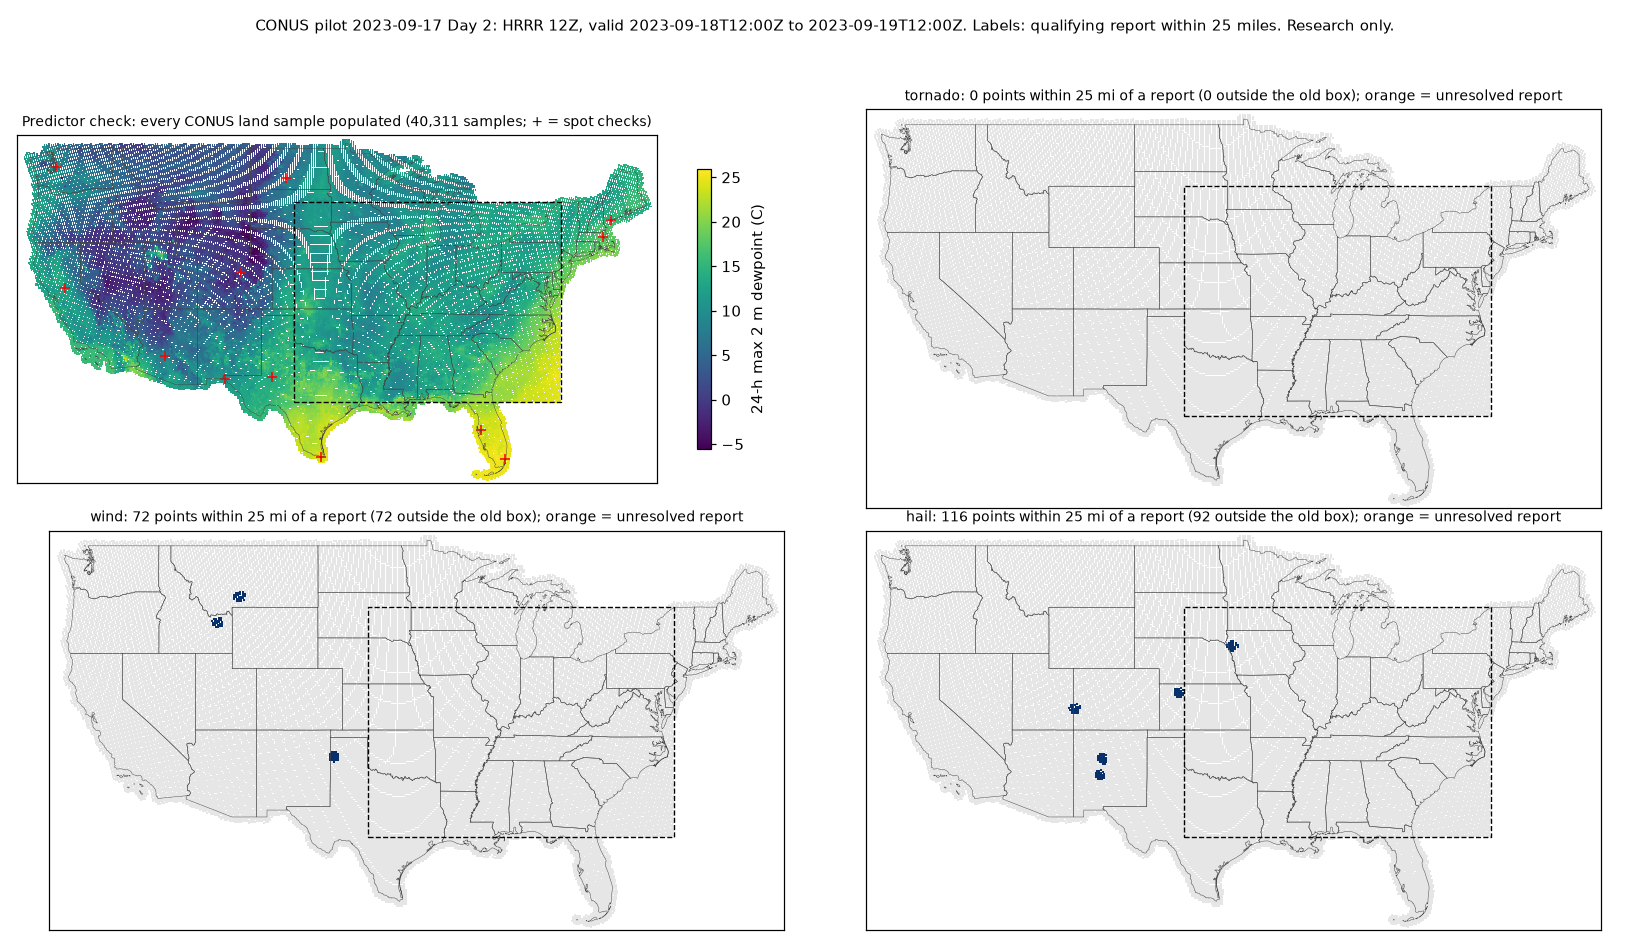 CONUS pilot 2023-09-17 Day 2: HRRR 12Z, valid 2023-09-18T12:00Z to 2023-09-19T12:00Z. Labels: qualifying report within 25 miles. Research only.
Predictor check: every CONUS land sample populated (40,311 samples; + = spot checks)
25
20
15
10
5
0
−5
24-h max 2 m dewpoint (C)
tornado: 0 points within 25 mi of a report (0 outside the old box); orange = unresolved report
wind: 72 points within 25 mi of a report (72 outside the old box); orange = unresolved report
hail: 116 points within 25 mi of a report (92 outside the old box); orange = unresolved report